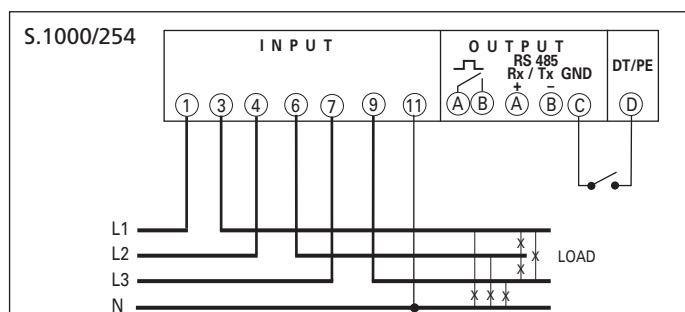 S.1000/254
INPUT
OUTPUT
RS 485
Rx / Tx GND
+ −
DT/PE
1 3 4 6 7 9 11 A B A B C D
L1
L2
L3
N
LOAD
x
x x
x
x x x